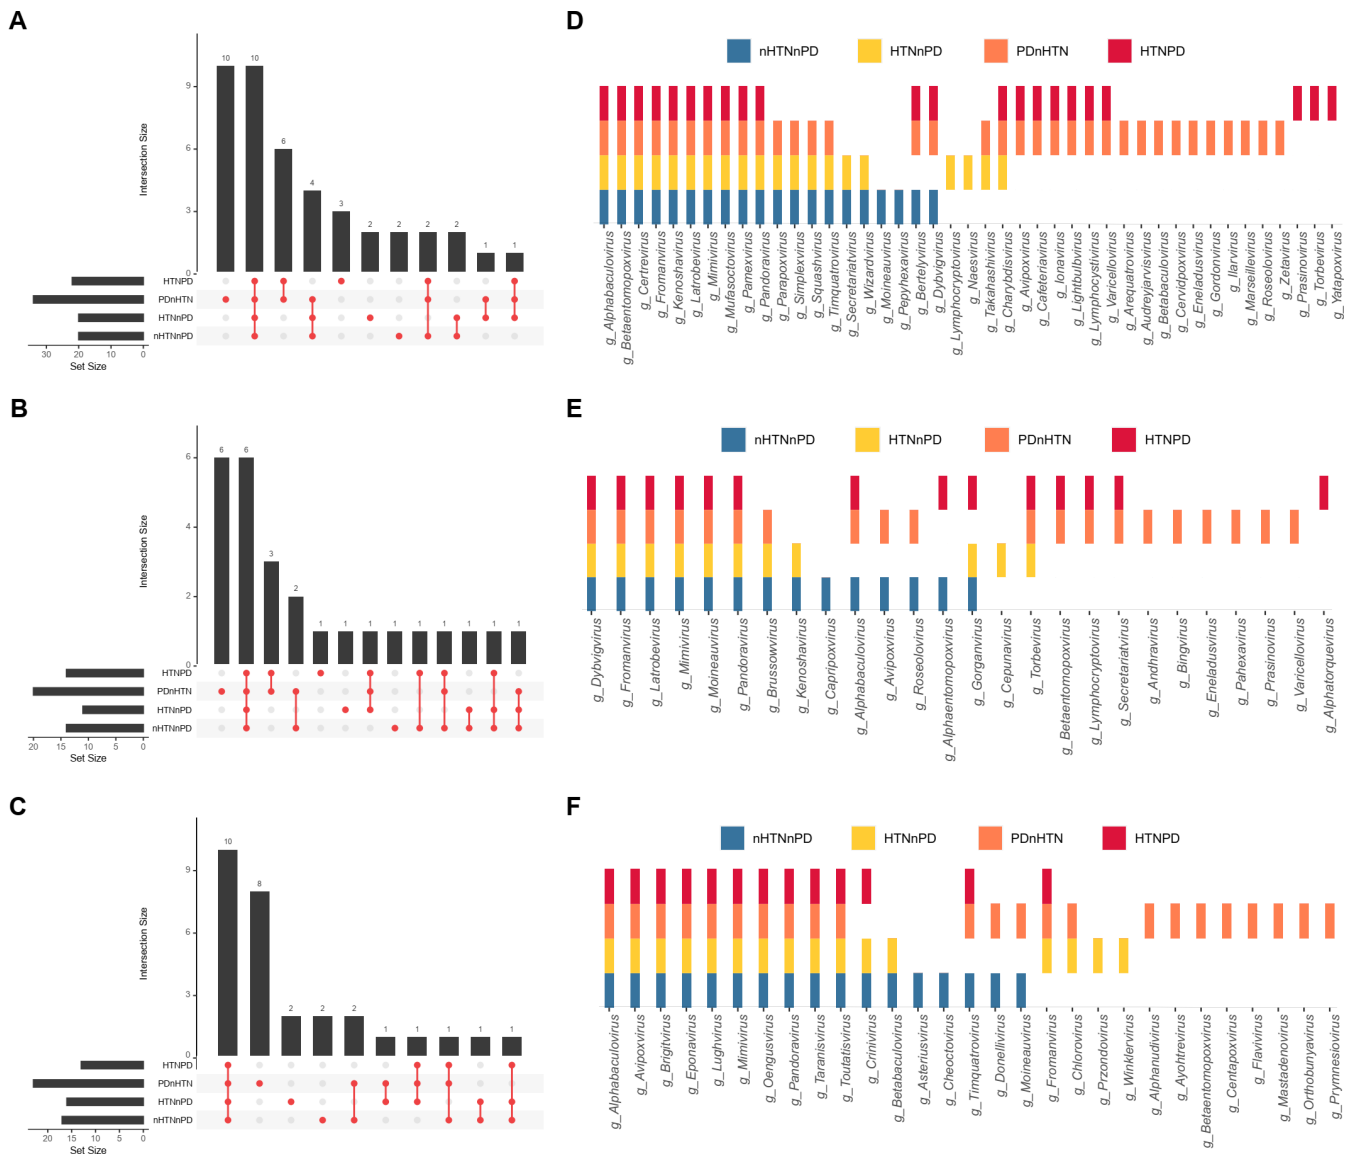 A
Intersection Size
9
6
3
0
10
10
6
4
3
2
2
2
2
1
1
HTNPD
PDnHTN
HTNnPD
nHTNnPD
30
20
10
0
Set Size
D
nHTNnPD
HTNnPD
PDnHTN
HTNPD
g_Alphabaculovirus
g_Betaentomopoxvirus
g_Certrevirus
g_Fromanvirus
g_Kenoshavirus
g_Latrobevirus
g_Mimivirus
g_Mufasoctovirus
g_Pamexvirus
g_Pandoravirus
g_Parapoxvirus
g_Simplexvirus
g_Squashvirus
g_Timquatrovirus
g_Secretariatvirus
g_Wizardvirus
g_Moineauvirus
g_Pepyhexavirus
g_Bertelyvirus
g_Dybvigvirus
g_Lymphocryptovirus
g_Naesvirus
g_Takahashivirus
g_Charybdisvirus
g_Avipoxvirus
g_Cafeteriavirus
g_Ionavirus
g_Lightbulbvirus
g_Lymphocystivirus
g_Varicellovirus
g_Arequatrovirus
g_Audreyjarvisvirus
g_Betabaculovirus
g_Cervidpoxvirus
g_Eneladusvirus
g_Gordonvirus
g_Ilarvirus
g_Marseillevirus
g_Roseolovirus
g_Zetavirus
g_Prasinovirus
g_Torbevirus
g_Yatapoxvirus
B
Intersection Size
6
4
2
0
6
6
3
2
1
1
1
1
1
1
1
1
1
HTNPD
PDnHTN
HTNnPD
nHTNnPD
20
15
10
5
0
Set Size
E
nHTNnPD
HTNnPD
PDnHTN
HTNPD
g_Dybvigvirus
g_Fromanvirus
g_Latrobevirus
g_Mimivirus
g_Moineauvirus
g_Pandoravirus
g_Brussowvirus
g_Kenoshavirus
g_Capripoxvirus
g_Alphabaculovirus
g_Avipoxvirus
g_Roseolovirus
g_Alphaentomopoxvirus
g_Gorganvirus
g_Cepunavirus
g_Torbevirus
g_Betaentomopoxvirus
g_Lymphocryptovirus
g_Secretariatvirus
g_Andhravirus
g_Bingvirus
g_Eneladusvirus
g_Pahexavirus
g_Prasinovirus
g_Varicellovirus
g_Alphatorquevirus
C
Intersection Size
9
6
3
0
10
8
2
2
2
1
1
1
1
1
HTNPD
PDnHTN
HTNnPD
nHTNnPD
20
15
10
5
0
Set Size
F
nHTNnPD
HTNnPD
PDnHTN
HTNPD
g_Alphabaculovirus
g_Avipoxvirus
g_Brigitvirus
g_Eponavirus
g_Lughvirus
g_Mimivirus
g_Oengusvirus
g_Pandoravirus
g_Taranisvirus
g_Toutatisvirus
g_Crinivirus
g_Betabaculovirus
g_Asteriusvirus
g_Cheoctovirus
g_Timquatrovirus
g_Donellivirus
g_Moineauvirus
g_Fromanvirus
g_Chlorovirus
g_Przondovirus
g_Winklervirus
g_Alphanudivirus
g_Ayohtrevirus
g_Betaentomopoxvirus
g_Centapoxvirus
g_Flavivirus
g_Mastadenovirus
g_Orthobunyavirus
g_Prymnesiovirus